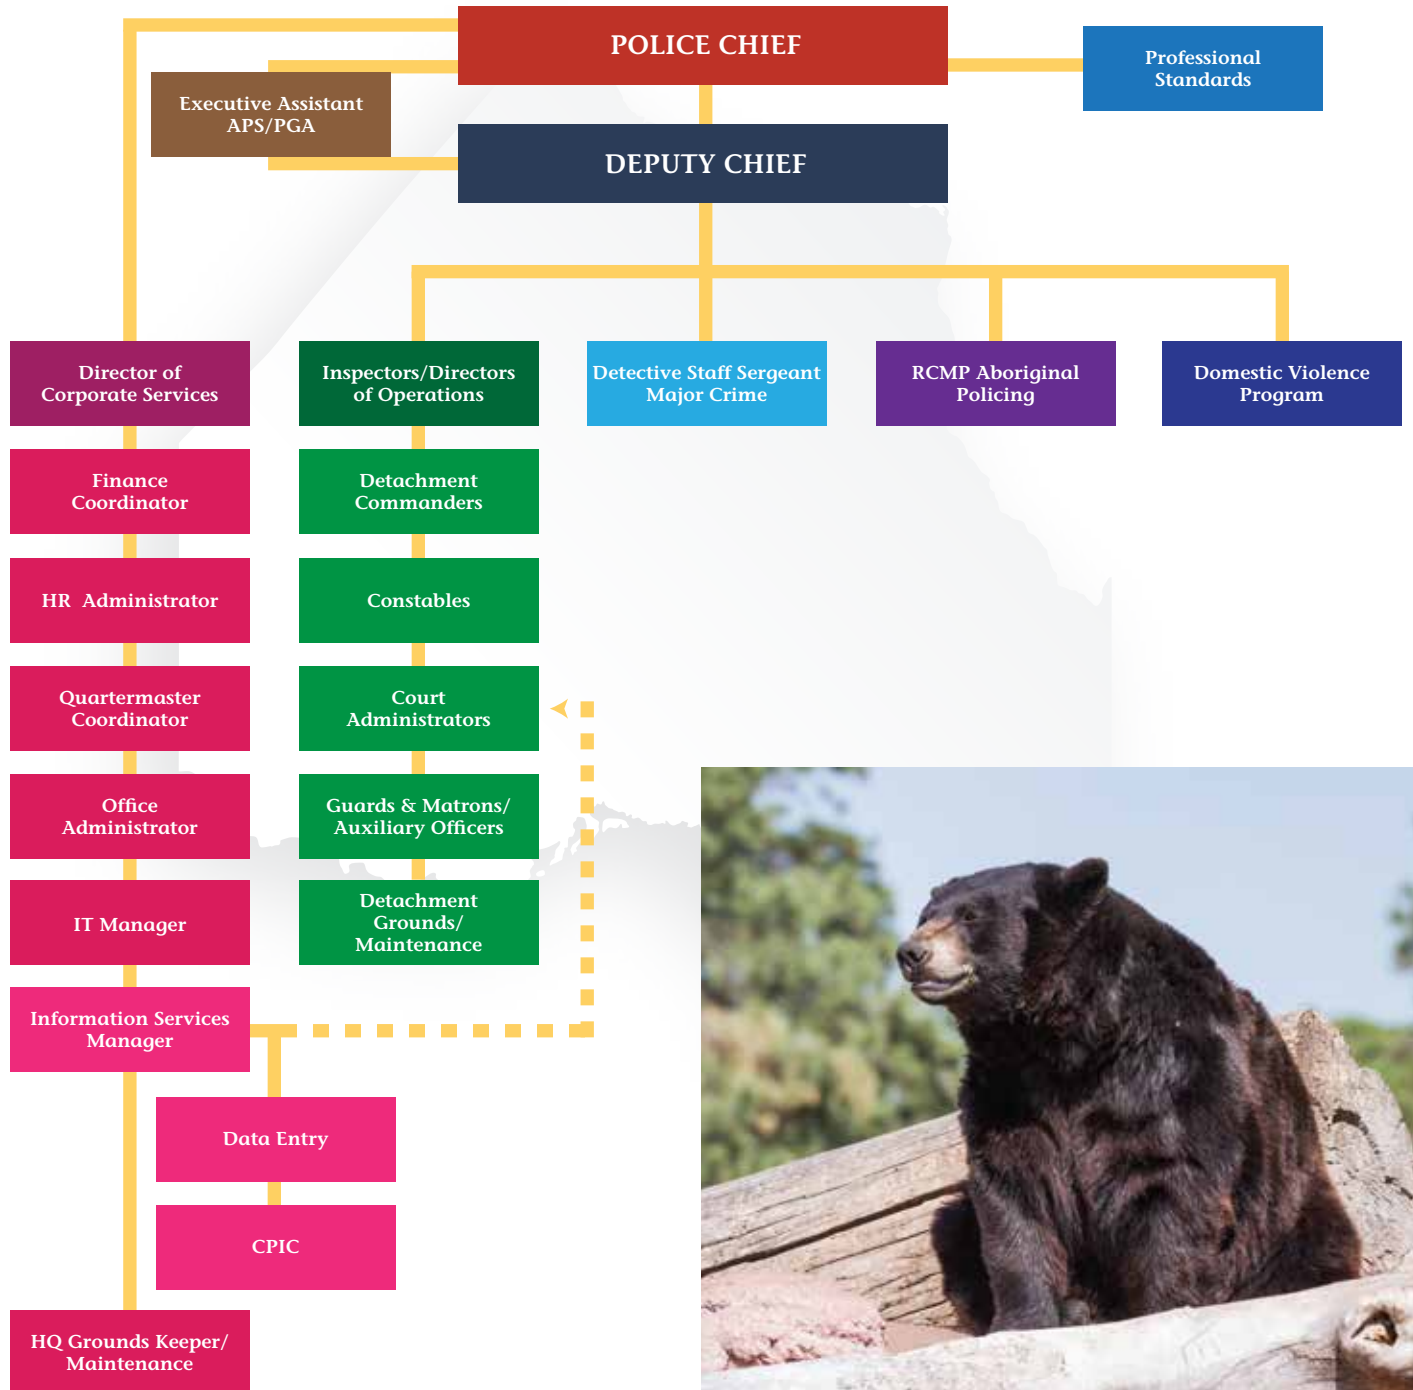 POLICE CHIEF
Professional
Standards
Executive Assistant
APS/PGA
DEPUTY CHIEF
Director of
Corporate Services
Inspectors/Directors
of Operations
Detective Staff Sergeant
Major Crime
RCMP Aboriginal
Policing
Domestic Violence
Program
Finance
Coordinator
Detachment
Commanders
HR Administrator
Constables
Quartermaster
Coordinator
Court
Administrators
Office
Administrator
Guards & Matrons/
Auxiliary Officers
IT Manager
Detachment
Grounds/
Maintenance
Information Services
Manager
Data Entry
CPIC
HQ Grounds Keeper/
Maintenance